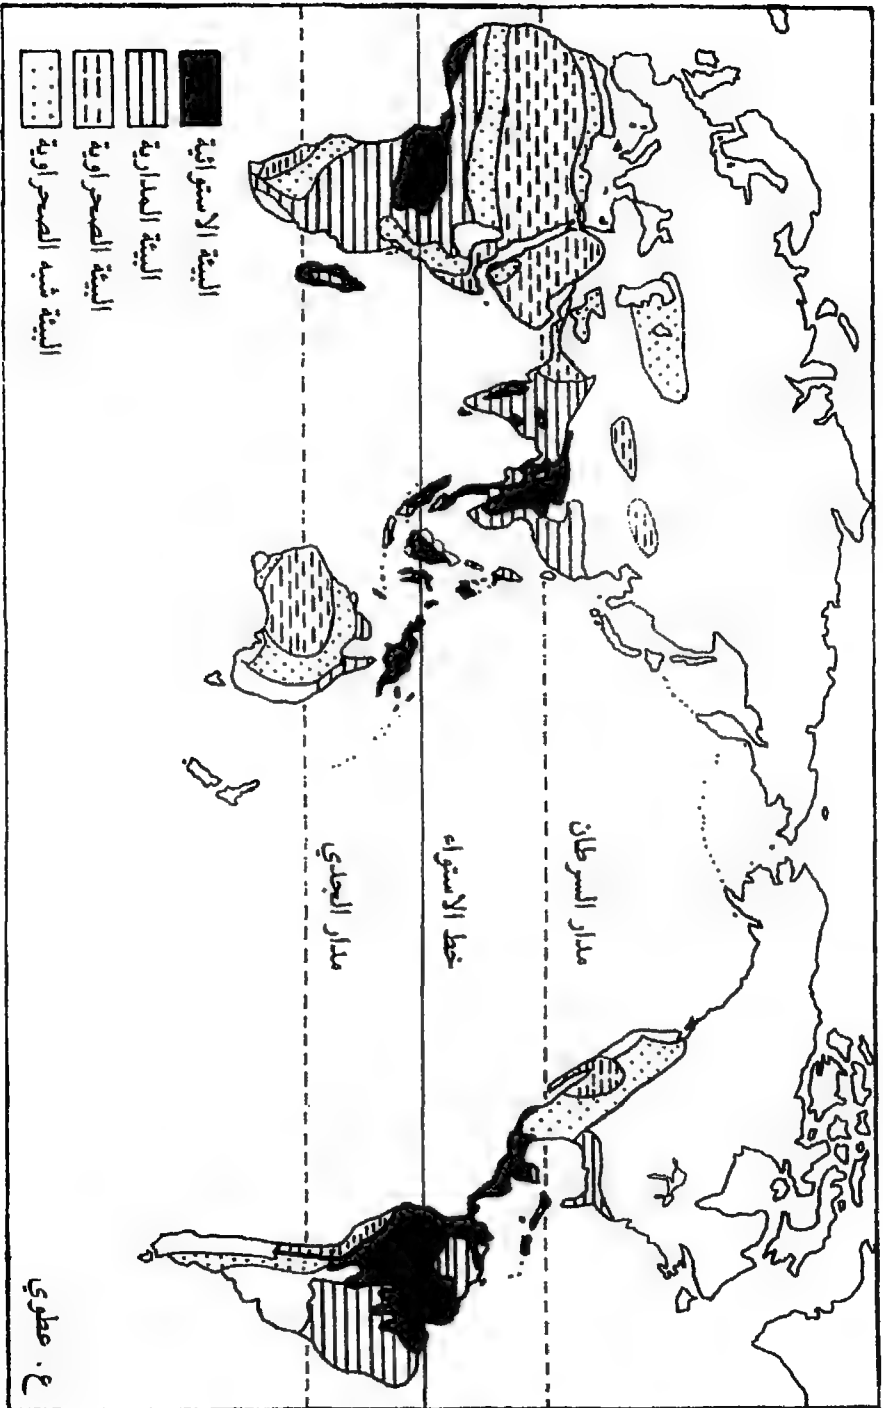 مدار السرطان
خط الاستواء
مدار الجدي
البيئة الاستوائية
البيئة المدارية
البيئة الصحراوية
البيئة شبه الصحراوية
ع. عطوي